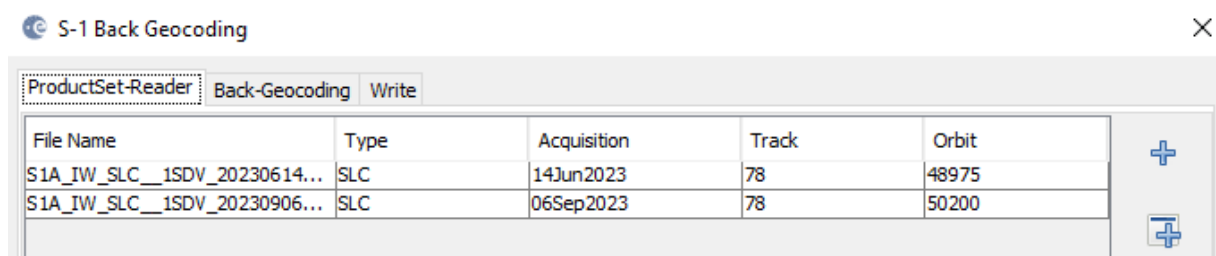 S-1 Back Geocoding
ProductSet-Reader Back-Geocoding Write
File Name Type Acquisition Track Orbit
S1A_IW_SLC__1SDV_20230614... SLC 14Jun2023 78 48975
S1A_IW_SLC__1SDV_20230906... SLC 06Sep2023 78 50200